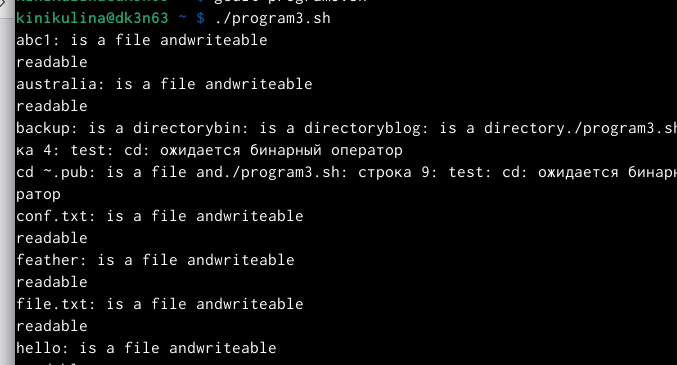 kinikulina@dk3n63 ~ $ ./program3.sh
abc1: is a file andwriteable
readable
australia: is a file andwriteable
readable
backup: is a directorybin: is a directoryblog: is a directory./program3.sh
ка 4: test: cd: ожидается бинарный оператор
cd ~.pub: is a file and./program3.sh: строка 9: test: cd: ожидается бинарн
ратор
conf.txt: is a file andwriteable
readable
feather: is a file andwriteable
readable
file.txt: is a file andwriteable
readable
hello: is a file andwriteable